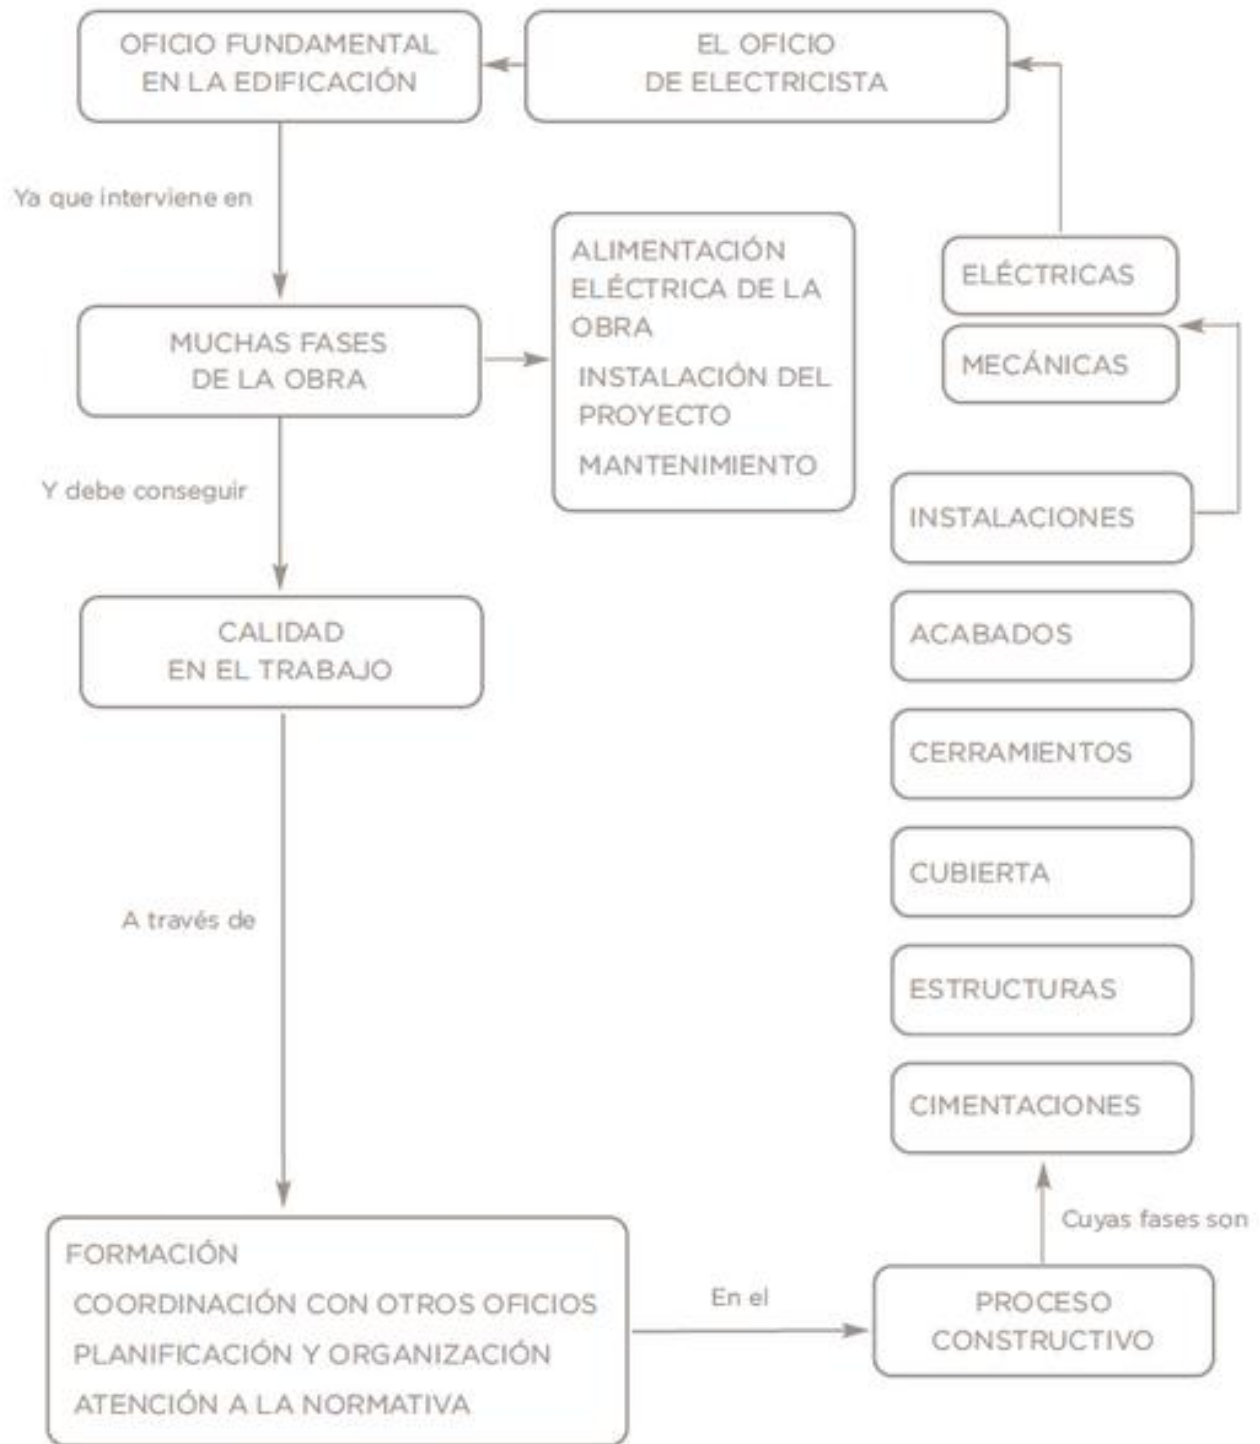 OFICIO FUNDAMENTAL
EN LA EDIFICACIÓN
EL OFICIO
DE ELECTRICISTA
Ya que interviene en
MUCHAS FASES
DE LA OBRA
ALIMENTACIÓN
ELÉCTRICA DE LA
OBRA
INSTALACIÓN DEL
PROYECTO
MANTENIMIENTO
ELÉCTRICAS
MECÁNICAS
Y debe conseguir
INSTALACIONES
CALIDAD
EN EL TRABAJO
ACABADOS
CERRAMIENTOS
CUBIERTA
A través de
ESTRUCTURAS
CIMENTACIONES
Cuyas fases son
FORMACIÓN
COORDINACIÓN CON OTROS OFICIOS
PLANIFICACIÓN Y ORGANIZACIÓN
ATENCIÓN A LA NORMATIVA
En el
PROCESO
CONSTRUCTIVO